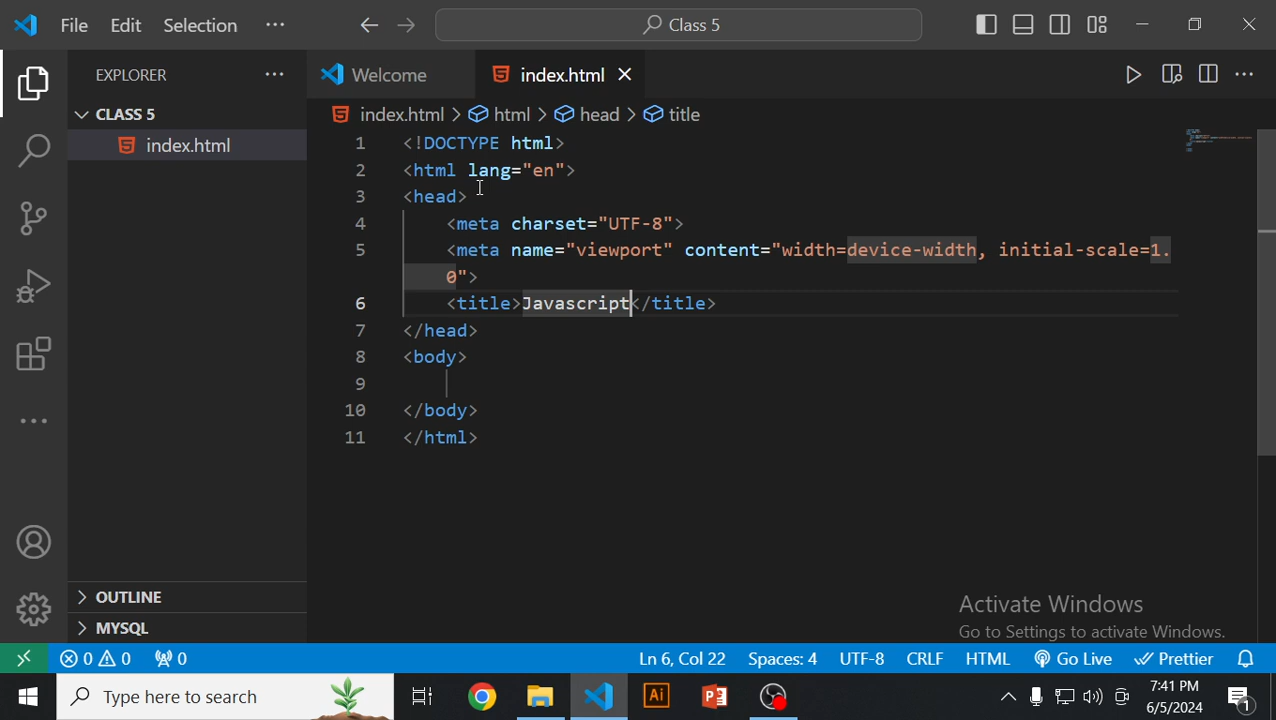 File Edit Selection ··· Class 5
EXPLORER ··· Welcome index.html
CLASS 5 index.html > html > head > title
index.html
1 <!DOCTYPE html>
2 <html lang="en">
3 <head>
4 <meta charset="UTF-8">
5 <meta name="viewport" content="width=device-width, initial-scale=1.
0">
6 <title>Javascript</title>
7 </head>
8 <body>
9
10 </body>
11 </html>
OUTLINE
MYSQL
Activate Windows
Go to Settings to activate Windows.
0 0 0 Ln 6, Col 22 Spaces: 4 UTF-8 CRLF HTML Go Live Prettier
Type here to search Ai P 7:41 PM
6/5/2024 1